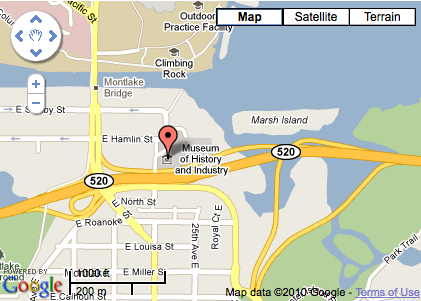 Pacific St
Outdoor
Practice Facility
Map
Satellite
Terrain
Climbing
Rock
Montlake
Bridge
Marsh Island
E Hamlin St
Museum
of History
and Industry
520
520
E North St
E Roanoke St
Royal Ct E
25th Ave E
E Louisa St
E Miller St
E Calhoun St
1000 ft
200 m
Park Trail
POWERED BY
Google
Map data ©2010 Google - Terms of Use